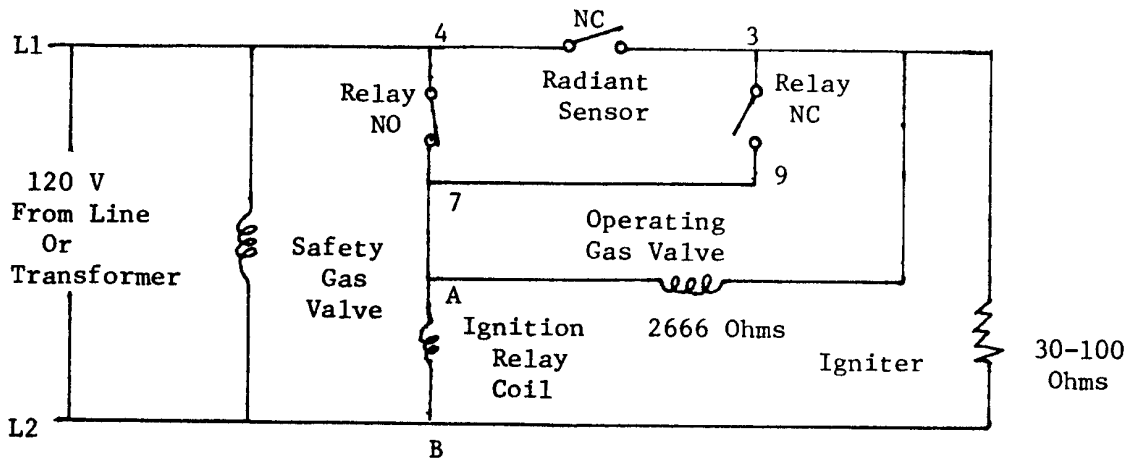 L1
4
NC
3
Radiant
Sensor
Relay
NO
Relay
NC
120 V
From Line
Or
Transformer
7
9
Safety
Gas
Valve
Operating
Gas Valve
A
2666 Ohms
Ignition
Relay
Coil
Igniter
30-100
Ohms
L2
B